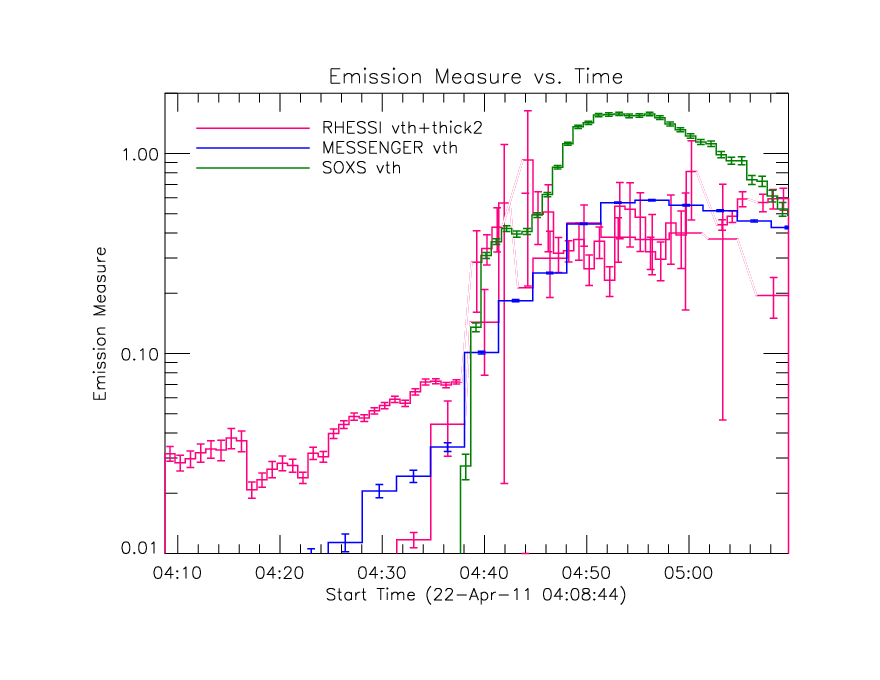 Emission Measure vs. Time
RHESSI vth+thick2
MESSENGER vth
SOXS vth
1.00
0.10
0.01
Emission Measure
04:10 04:20 04:30 04:40 04:50 05:00
Start Time (22-Apr-11 04:08:44)